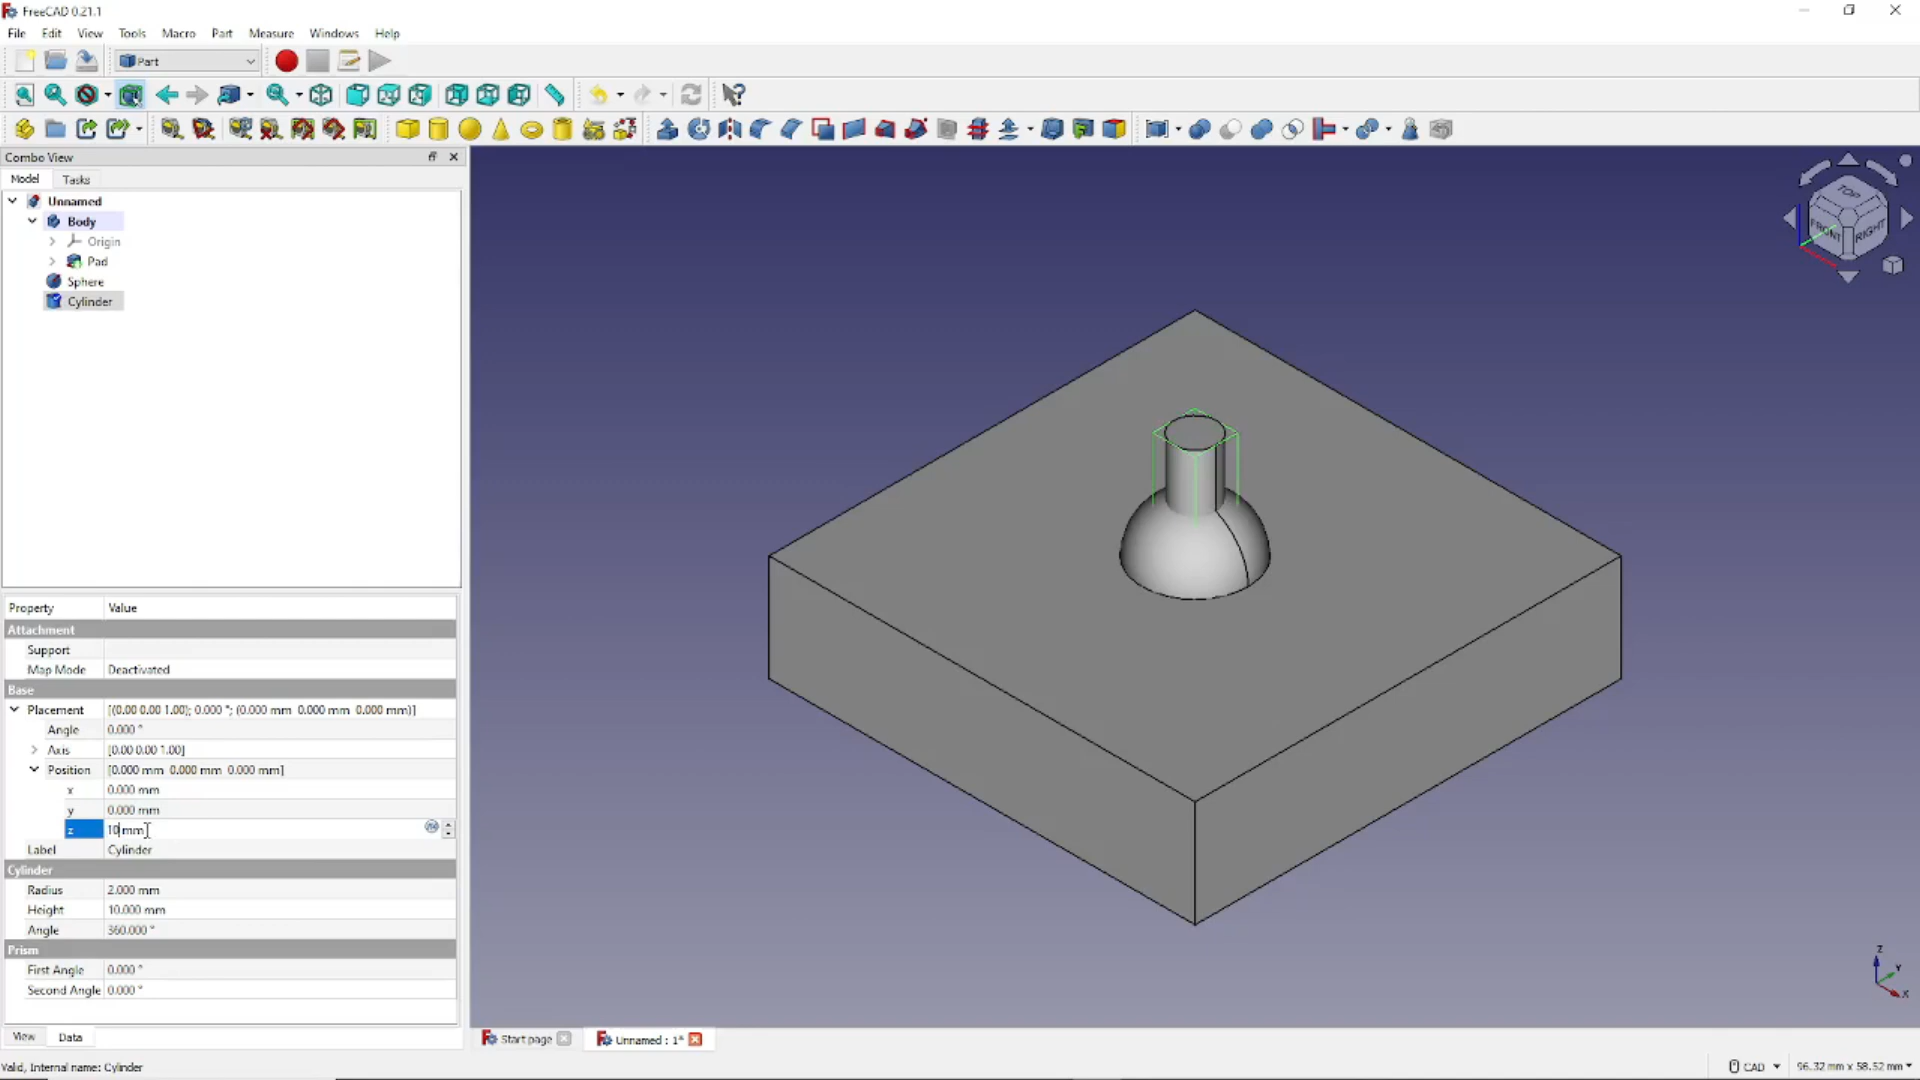 FreeCAD 0.21.1
File Edit View Tools Macro Part Measure Windows Help
Part
Combo View
Model Tasks
Unnamed
Body
Origin
Pad
Sphere
Cylinder
TOP
FRONT RIGHT
Property Value
Attachment
Support
Map Mode Deactivated
Base
Placement [(0.00 0.00 1.00); 0.000 °; (0.000 mm 0.000 mm 0.000 mm)]
Angle 0.000 °
Axis [0.00 0.00 1.00]
Position [0.000 mm 0.000 mm 0.000 mm]
x 0.000 mm
y 0.000 mm
z 10 mm
Label Cylinder
Cylinder
Radius 2.000 mm
Height 10.000 mm
Angle 360.000 °
Prism
First Angle 0.000 °
Second Angle 0.000 °
Z
Y
X
View Data
Start page Unnamed : 1*
Valid, Internal name: Cylinder
CAD 96.32 mm x 58.52 mm